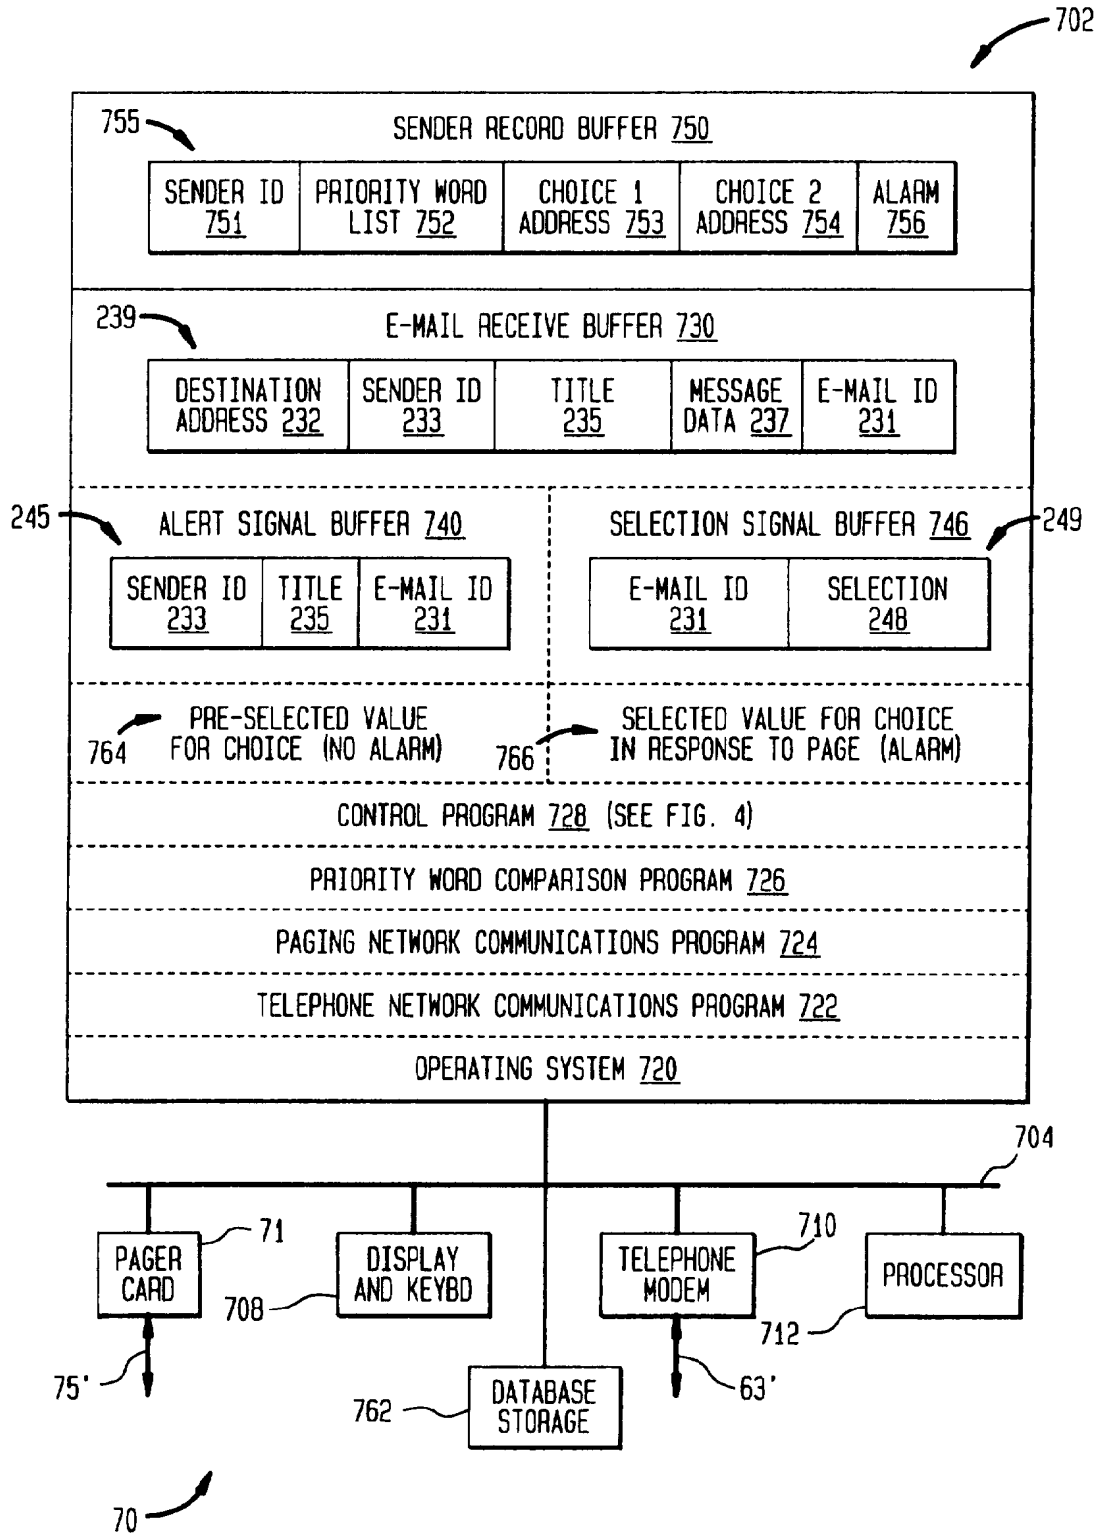 702
755
SENDER RECORD BUFFER 750
SENDER ID
751
PRIORITY WORD
LIST 752
CHOICE 1
ADDRESS 753
CHOICE 2
ADDRESS 754
ALARM
756
239
E-MAIL RECEIVE BUFFER 730
DESTINATION
ADDRESS 232
SENDER ID
233
TITLE
235
MESSAGE
DATA 237
E-MAIL ID
231
245
ALERT SIGNAL BUFFER 740
SENDER ID
233
TITLE
235
E-MAIL ID
231
SELECTION SIGNAL BUFFER 746
249
E-MAIL ID
231
SELECTION
248
764
PRE-SELECTED VALUE
FOR CHOICE (NO ALARM)
766
SELECTED VALUE FOR CHOICE
IN RESPONSE TO PAGE (ALARM)
CONTROL PROGRAM 728 (SEE FIG. 4)
PRIORITY WORD COMPARISON PROGRAM 726
PAGING NETWORK COMMUNICATIONS PROGRAM 724
TELEPHONE NETWORK COMMUNICATIONS PROGRAM 722
OPERATING SYSTEM 720
704
PAGER
CARD
71
DISPLAY
AND KEYBD
708
TELEPHONE
MODEM
710
PROCESSOR
712
75'
63'
DATABASE
STORAGE
762
70